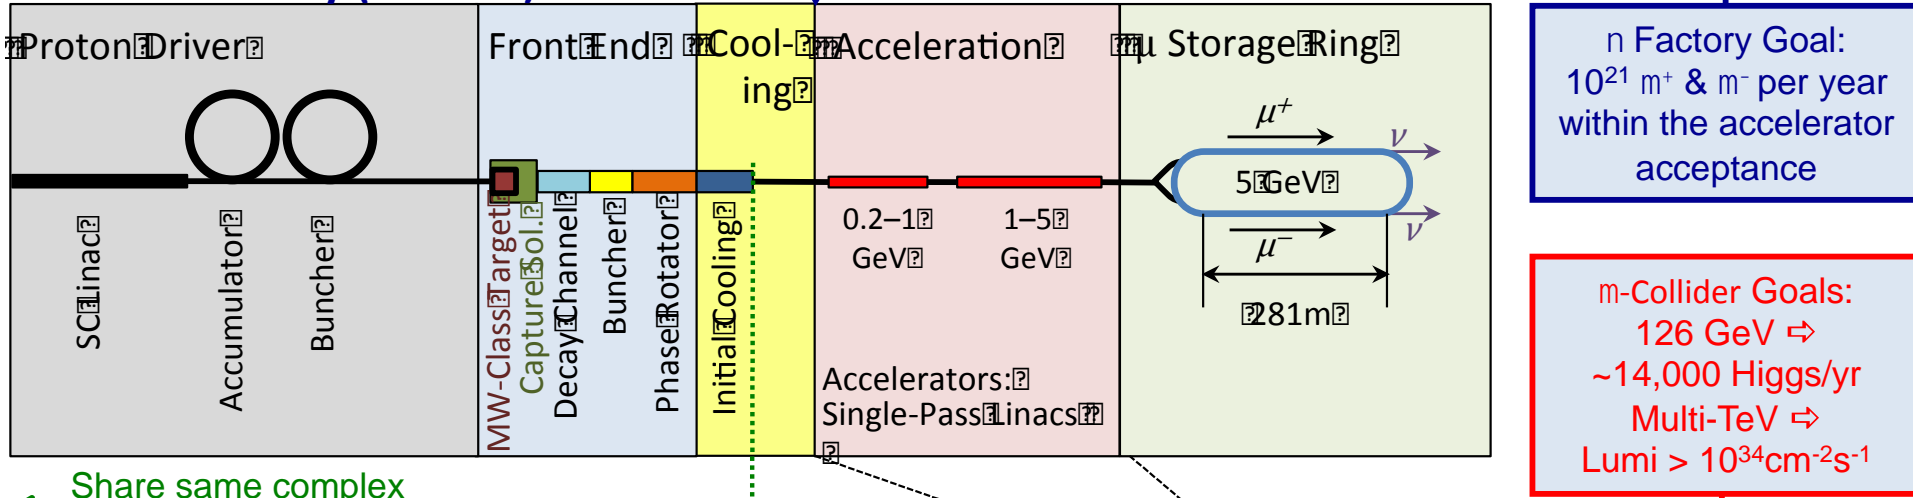 Proton Driver
Front End
Cool-
ing
Acceleration
μ Storage Ring
SC Linac
Accumulator
Buncher
MW-Class Target
Capture Sol.
Decay Channel
Buncher
Phase Rotator
Initial Cooling
0.2–1
GeV
1–5
GeV
Accelerators:
Single-Pass Linacs
μ+
5 GeV
μ−
ν
ν
281m
Share same complex
n Factory Goal:
10²¹ m⁺ & m⁻ per year
within the accelerator
acceptance
m-Collider Goals:
126 GeV ⇨
~14,000 Higgs/yr
Multi-TeV ⇨
Lumi > 10³⁴cm⁻²s⁻¹